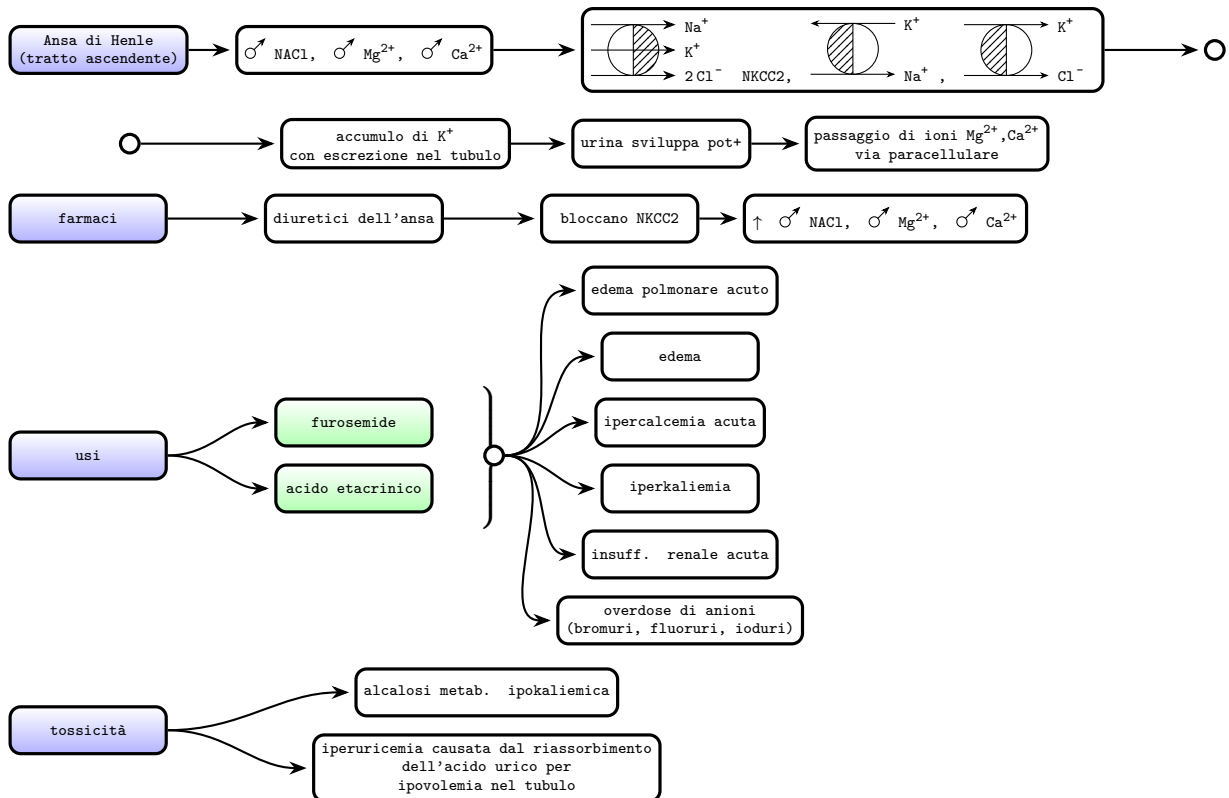 Ansa di Henle
(tratto ascendente)
♂ NACl, ♂ Mg²⁺, ♂ Ca²⁺
Na⁺
K⁺
2 Cl⁻ NKCC2,
K⁺
Na⁺ ,
K⁺
Cl⁻
accumulo di K⁺
con escrezione nel tubulo
urina sviluppa pot+
passaggio di ioni Mg²⁺,Ca²⁺
via paracellulare
farmaci
diuretici dell'ansa
bloccano NKCC2
↑ ♂ NACl, ♂ Mg²⁺, ♂ Ca²⁺
usi
furosemide
acido etacrinico
edema polmonare acuto
edema
ipercalcemia acuta
iperkaliemia
insuff. renale acuta
overdose di anioni
(bromuri, fluoruri, ioduri)
tossicità
alcalosi metab. ipokaliemica
iperuricemia causata dal riassorbimento
dell'acido urico per
ipovolemia nel tubulo